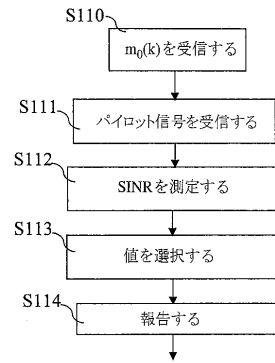 S110
m₀(k)を受信する
S111
パイロット信号を受信する
S112
SINRを測定する
S113
値を選択する
S114
報告する